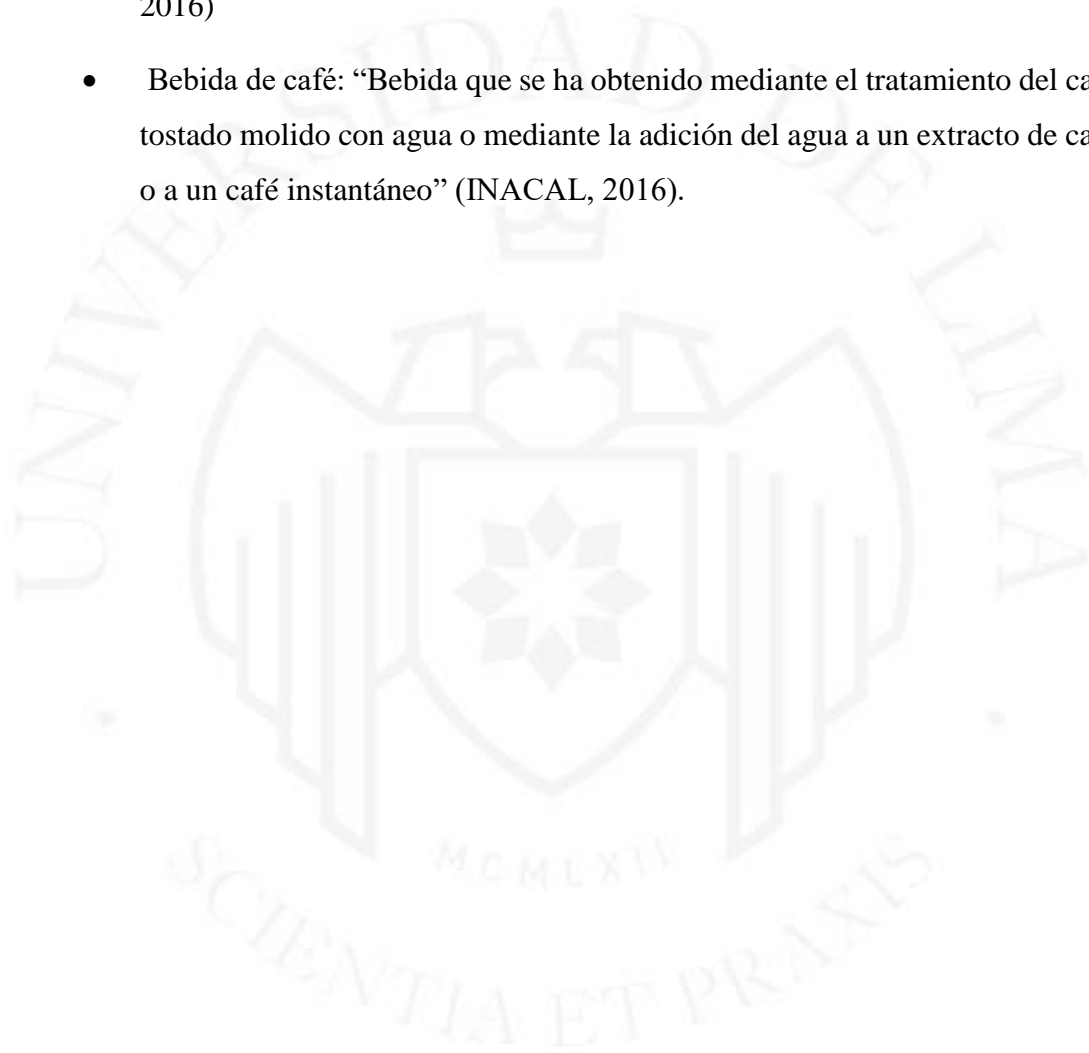 2016)
• Bebida de café: “Bebida que se ha obtenido mediante el tratamiento del ca
tostado molido con agua o mediante la adición del agua a un extracto de ca
o a un café instantáneo” (INACAL, 2016).
UNIVERSIDAD DE LIMA
MCMLXII
SCIENTIA ET PRAXIS